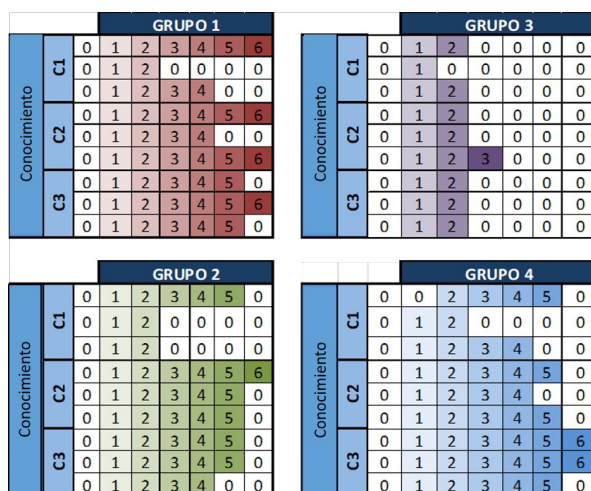 GRUPO 1
Conocimiento
C1
0 1 2 3 4 5 6
0 1 2 0 0 0 0
0 1 2 3 4 0 0
C2
0 1 2 3 4 5 6
0 1 2 3 4 0 0
0 1 2 3 4 5 6
C3
0 1 2 3 4 5 0
0 1 2 3 4 5 6
0 1 2 3 4 5 0
GRUPO 3
Conocimiento
C1
0 1 2 0 0 0 0
0 1 0 0 0 0 0
0 1 2 0 0 0 0
C2
0 1 2 0 0 0 0
0 1 2 0 0 0 0
0 1 2 3 0 0 0
C3
0 1 2 0 0 0 0
0 1 2 0 0 0 0
0 1 2 0 0 0 0
GRUPO 2
Conocimiento
C1
0 1 2 3 4 5 0
0 1 2 0 0 0 0
0 1 2 0 0 0 0
C2
0 1 2 3 4 5 6
0 1 2 3 4 5 0
0 1 2 3 4 5 0
C3
0 1 2 3 4 5 0
0 1 2 3 4 5 0
0 1 2 3 4 0 0
GRUPO 4
Conocimiento
C1
0 0 2 3 4 5 0
0 1 2 0 0 0 0
0 1 2 3 4 0 0
C2
0 1 2 3 4 5 0
0 1 2 3 4 0 0
0 1 2 3 4 5 0
C3
0 1 2 3 4 5 6
0 1 2 3 4 5 6
0 1 2 3 4 5 0